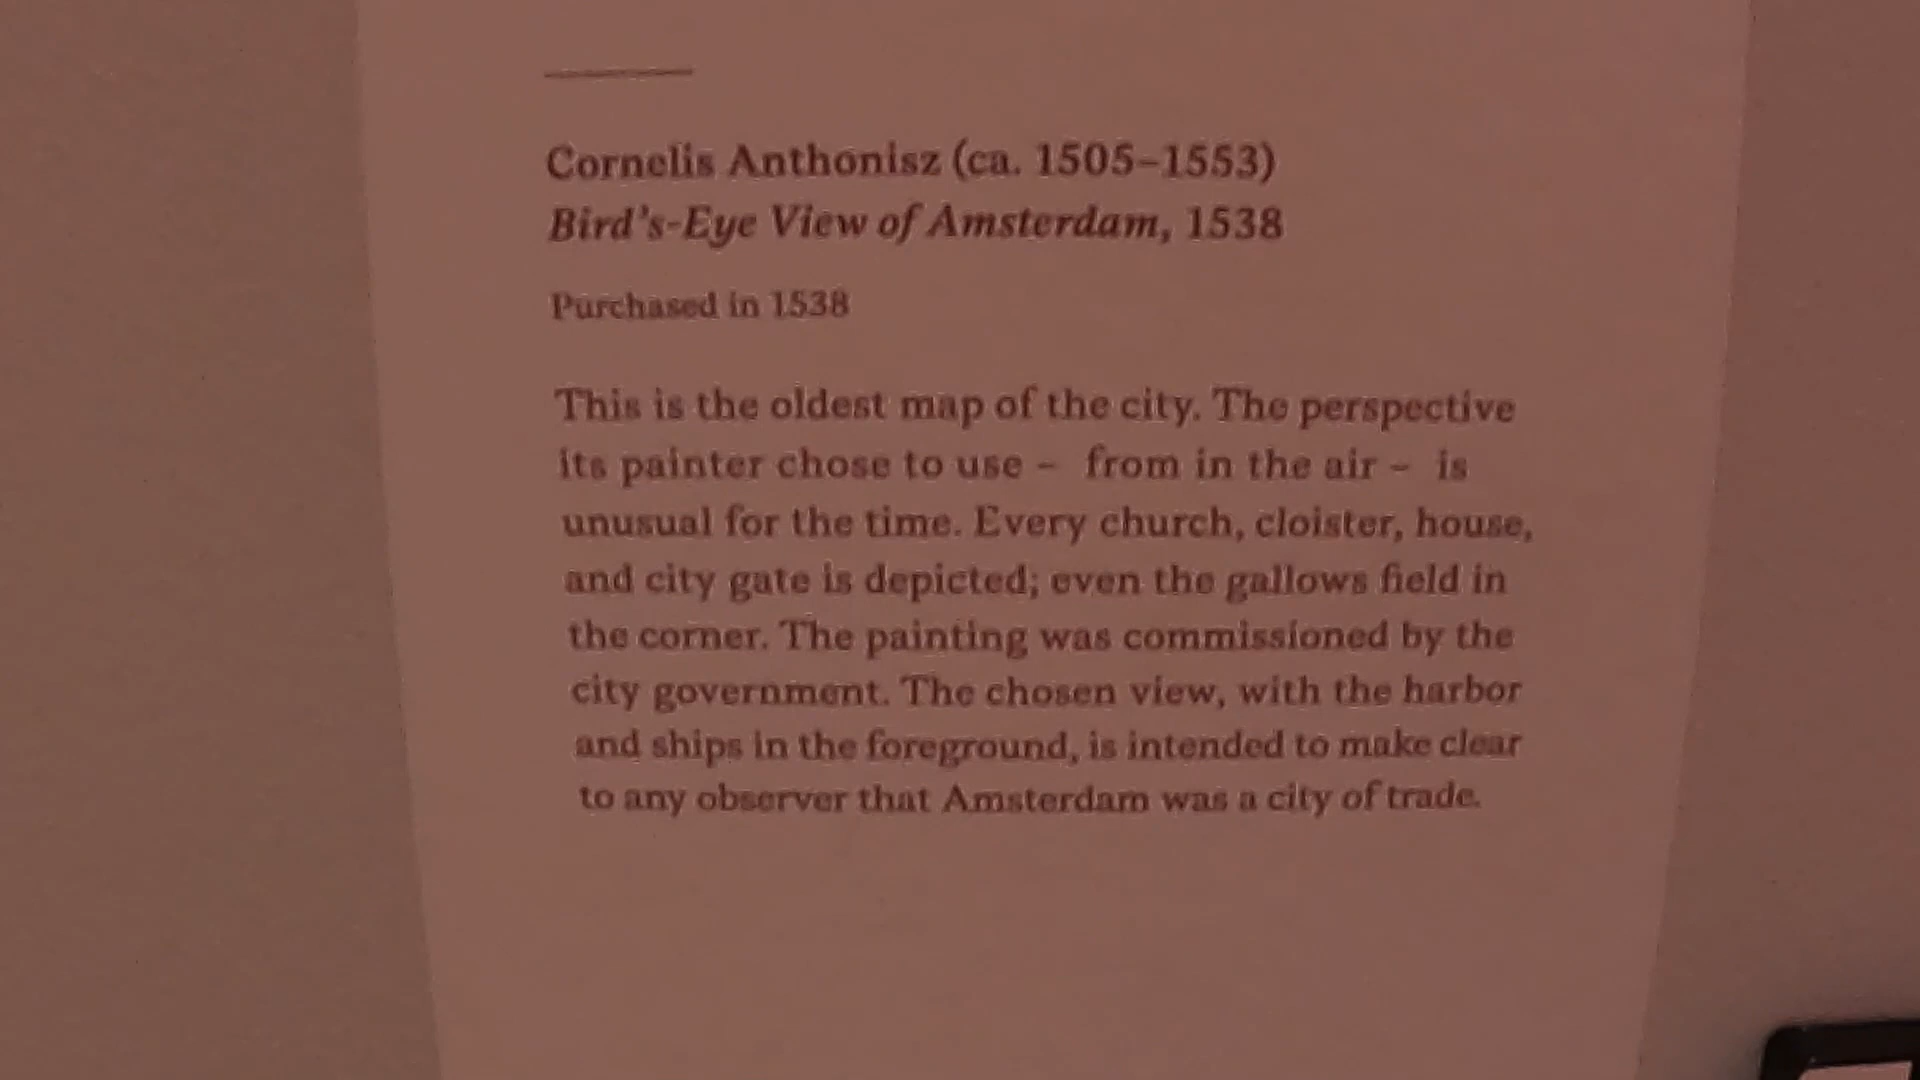 Cornelis Anthonisz (ca. 1505–1553)
Bird's-Eye View of Amsterdam, 1538
Purchased in 1538
This is the oldest map of the city. The perspective
its painter chose to use – from in the air – is
unusual for the time. Every church, cloister, house,
and city gate is depicted; even the gallows field in
the corner. The painting was commissioned by the
city government. The chosen view, with the harbor
and ships in the foreground, is intended to make clear
to any observer that Amsterdam was a city of trade.